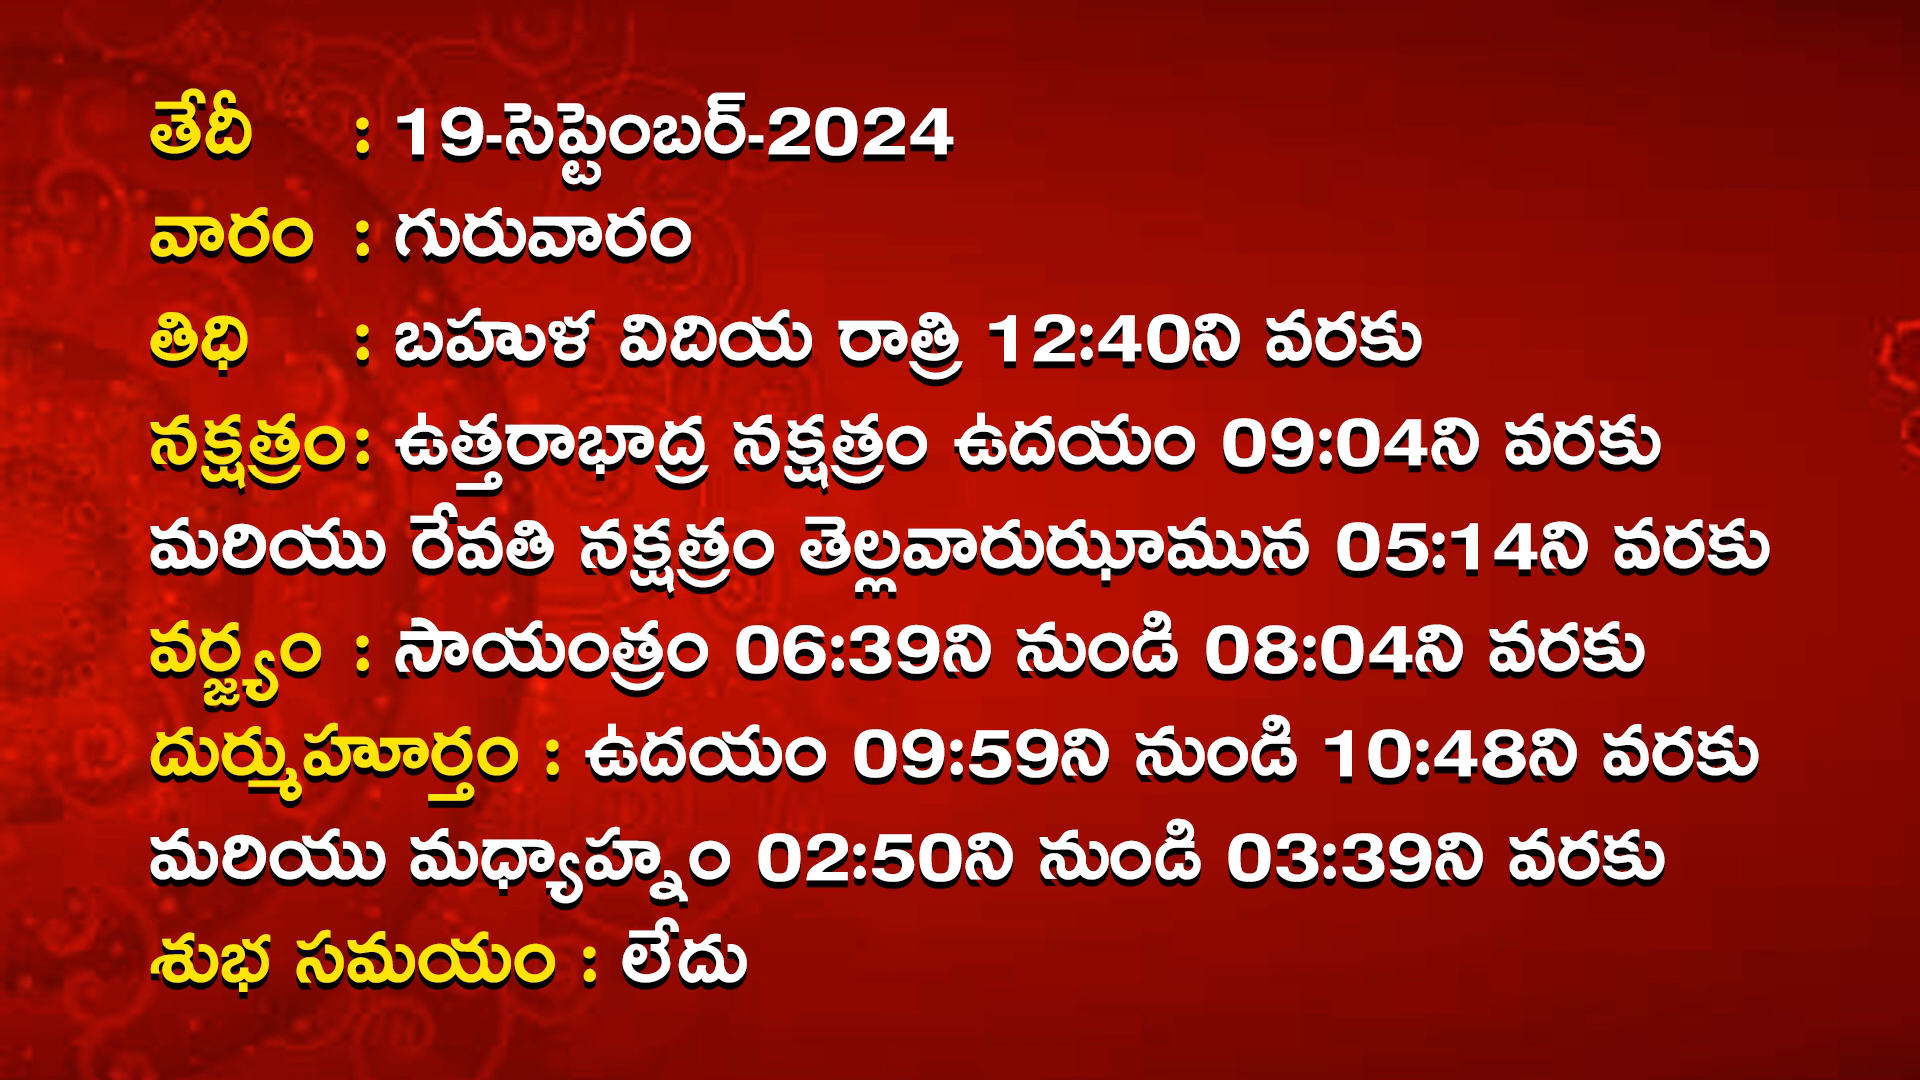 తేదీ : 19-సెప్టెంబర్-2024
వారం : గురువారం
తిధి : బహుళ విదియ రాత్రి 12:40ని వరకు
నక్షత్రం: ఉత్తరాభాద్ర నక్షత్రం ఉదయం 09:04ని వరకు
మరియు రేవతి నక్షత్రం తెల్లవారుఝామున 05:14ని వరకు
వర్జ్యం : సాయంత్రం 06:39ని నుండి 08:04ని వరకు
దుర్ముహూర్తం : ఉదయం 09:59ని నుండి 10:48ని వరకు
మరియు మధ్యాహ్నం 02:50ని నుండి 03:39ని వరకు
శుభ సమయం : లేదు